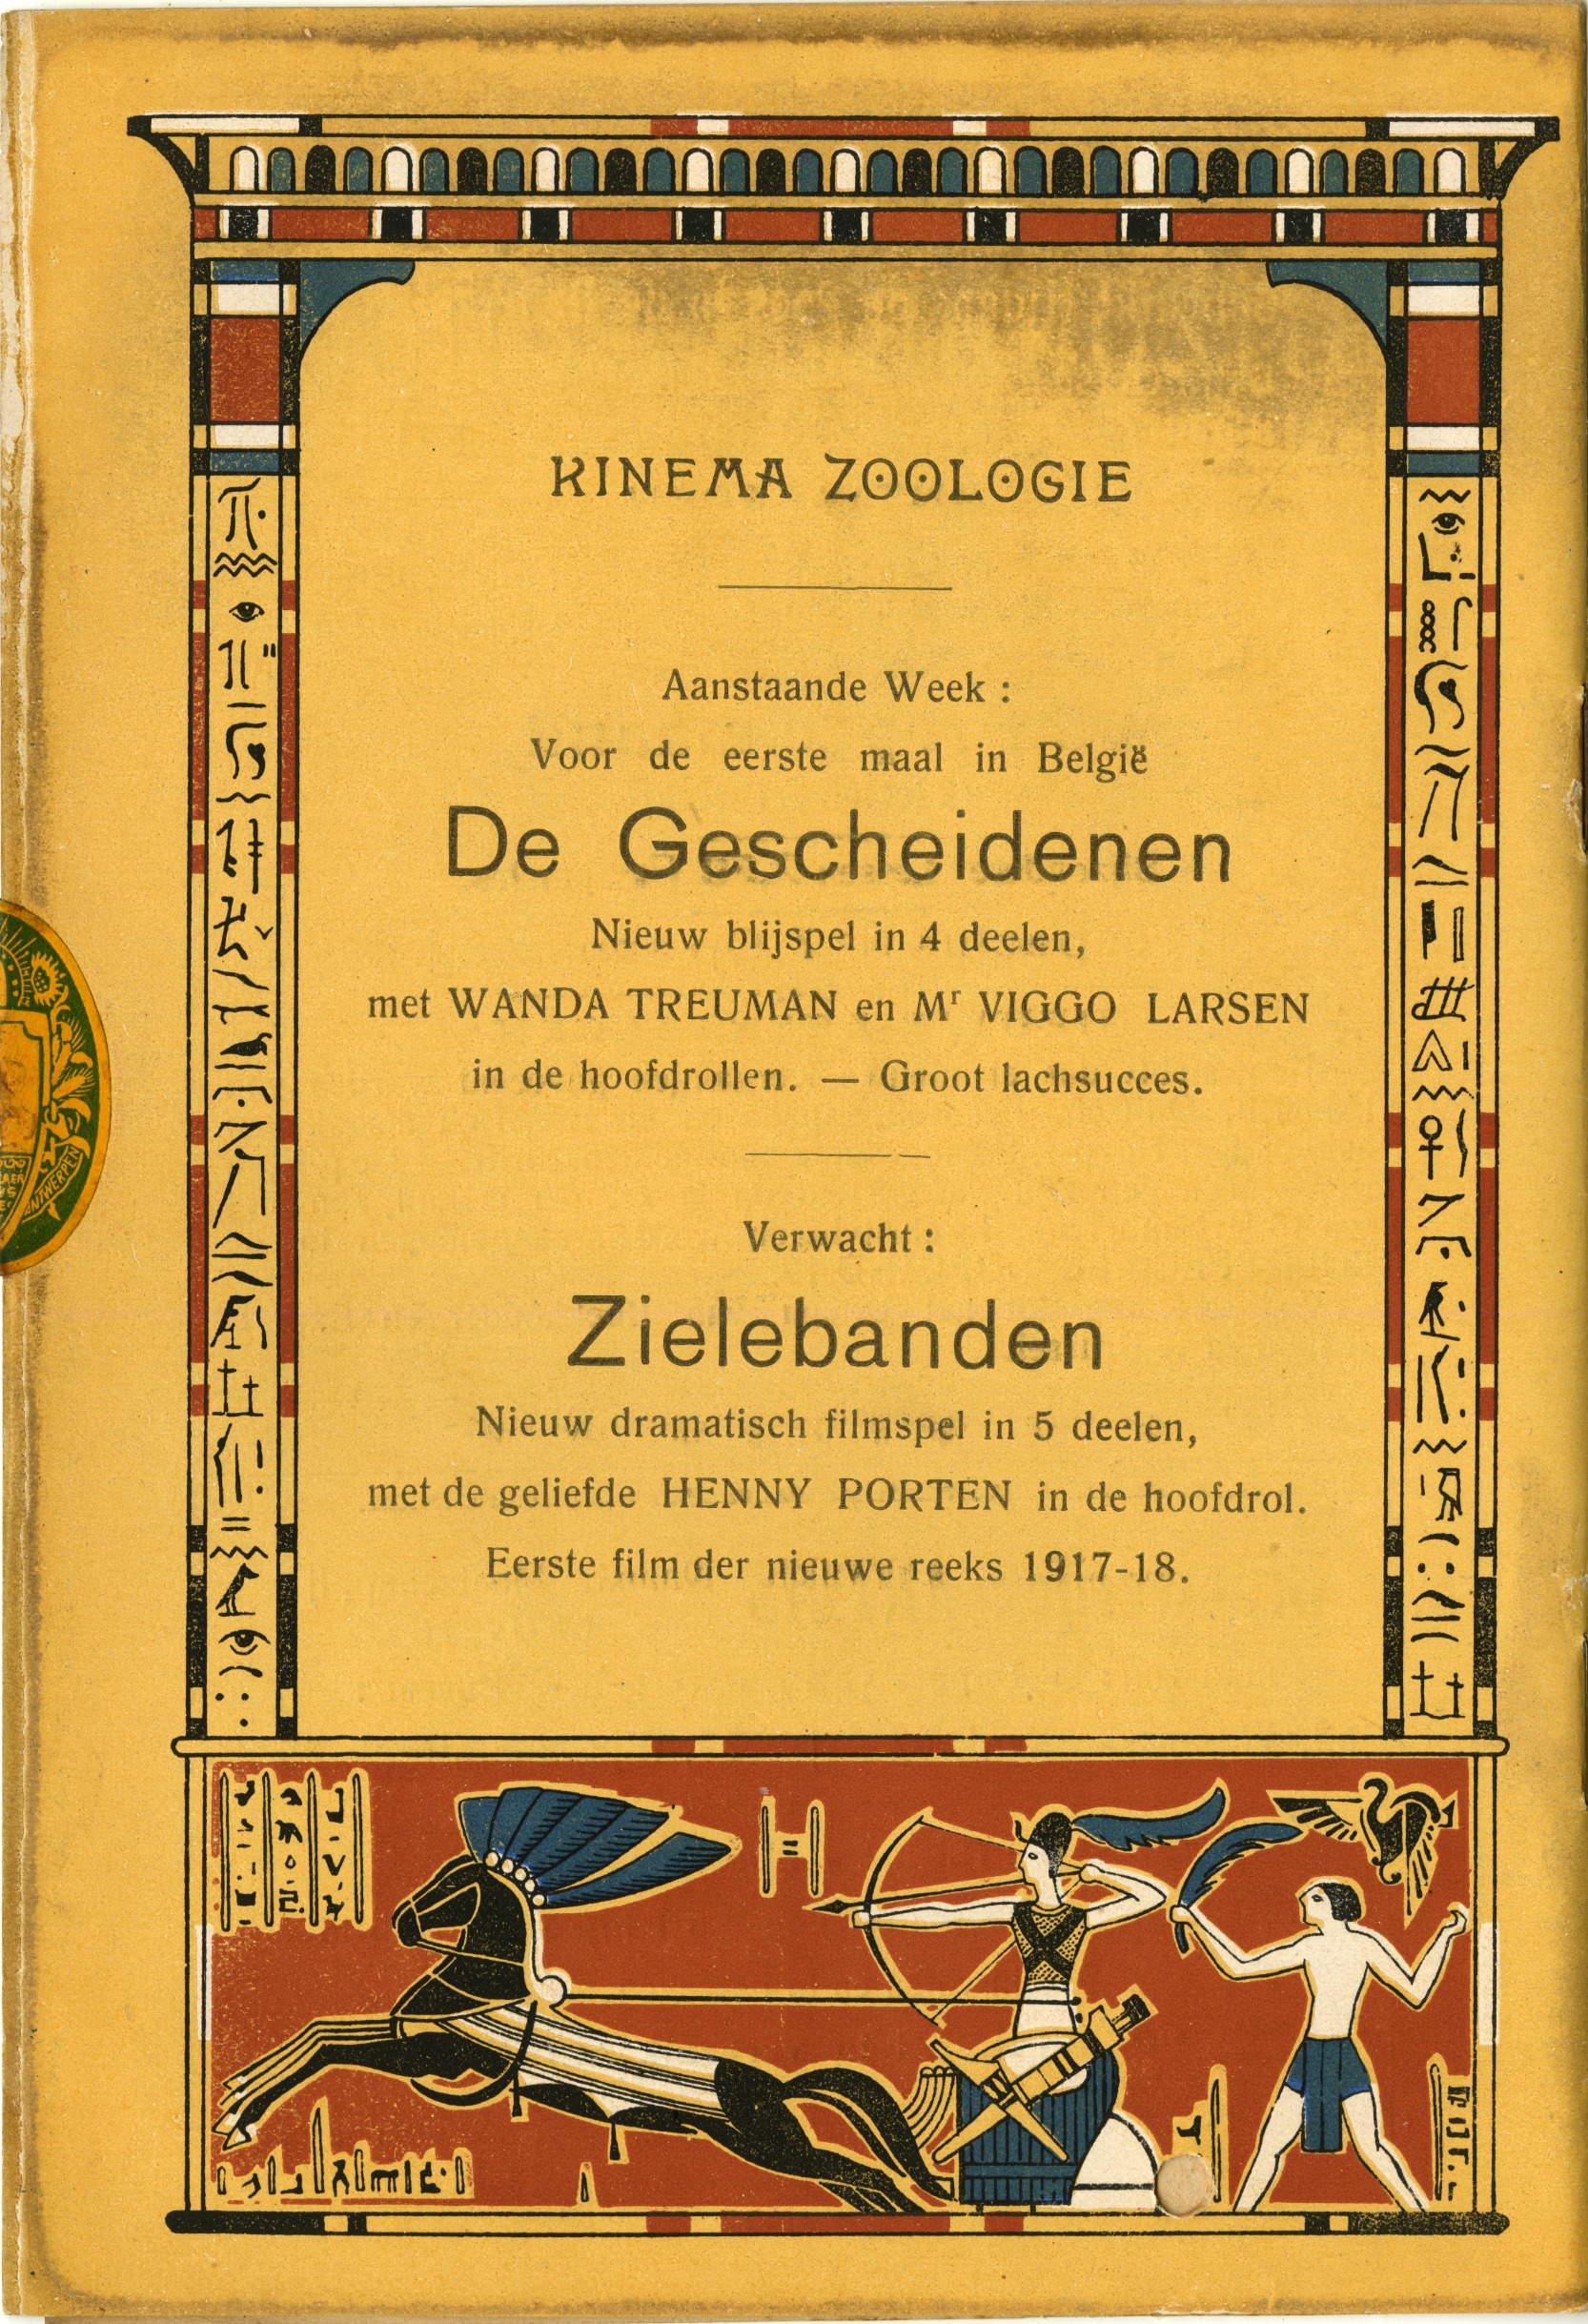 KINEMA ZOOLOGIE
Aanstaande Week :
Voor de eerste maal in België
De Gescheidenen
Nieuw blijspel in 4 deelen,
met WANDA TREUMAN en Mr VIGGO LARSEN
in de hoofdrollen. — Groot lachsucces.
Verwacht :
Zielebanden
Nieuw dramatisch filmspel in 5 deelen,
met de geliefde HENNY PORTEN in de hoofdrol.
Eerste film der nieuwe reeks 1917-18.
ANTWERPEN